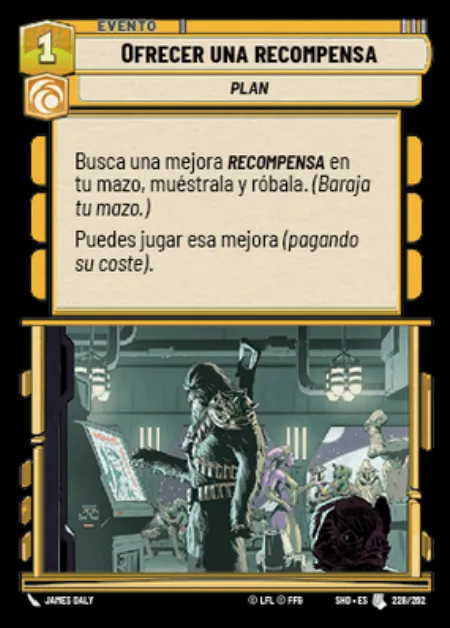 EVENTO
1
OFRECER UNA RECOMPENSA
PLAN
Busca una mejora RECOMPENSA en
tu mazo, muéstrala y róbala. (Baraja
tu mazo.)
Puedes jugar esa mejora (pagando
su coste).
JAMES DALY
© LFL © FFG
SHD • ES
228/262